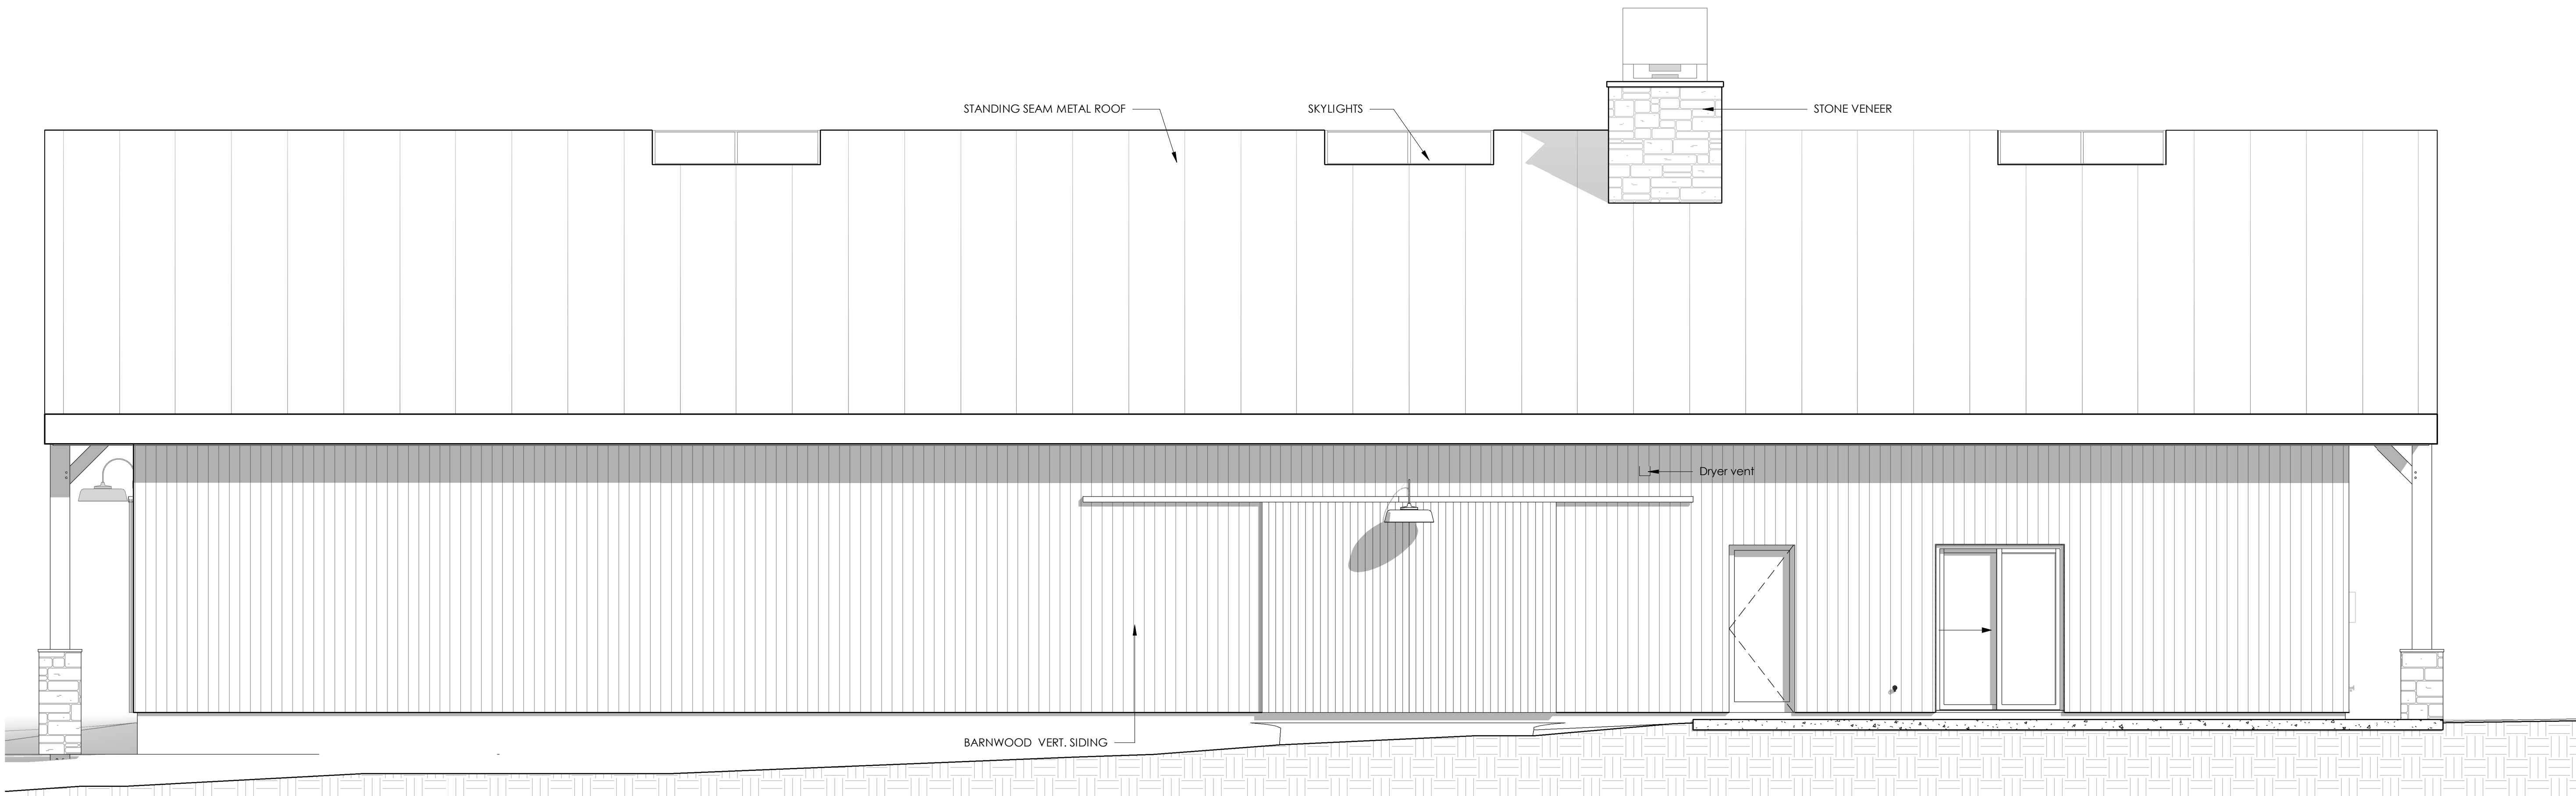 STANDING SEAM METAL ROOF
SKYLIGHTS
STONE VENEER
Dryer vent
BARNWOOD VERT. SIDING